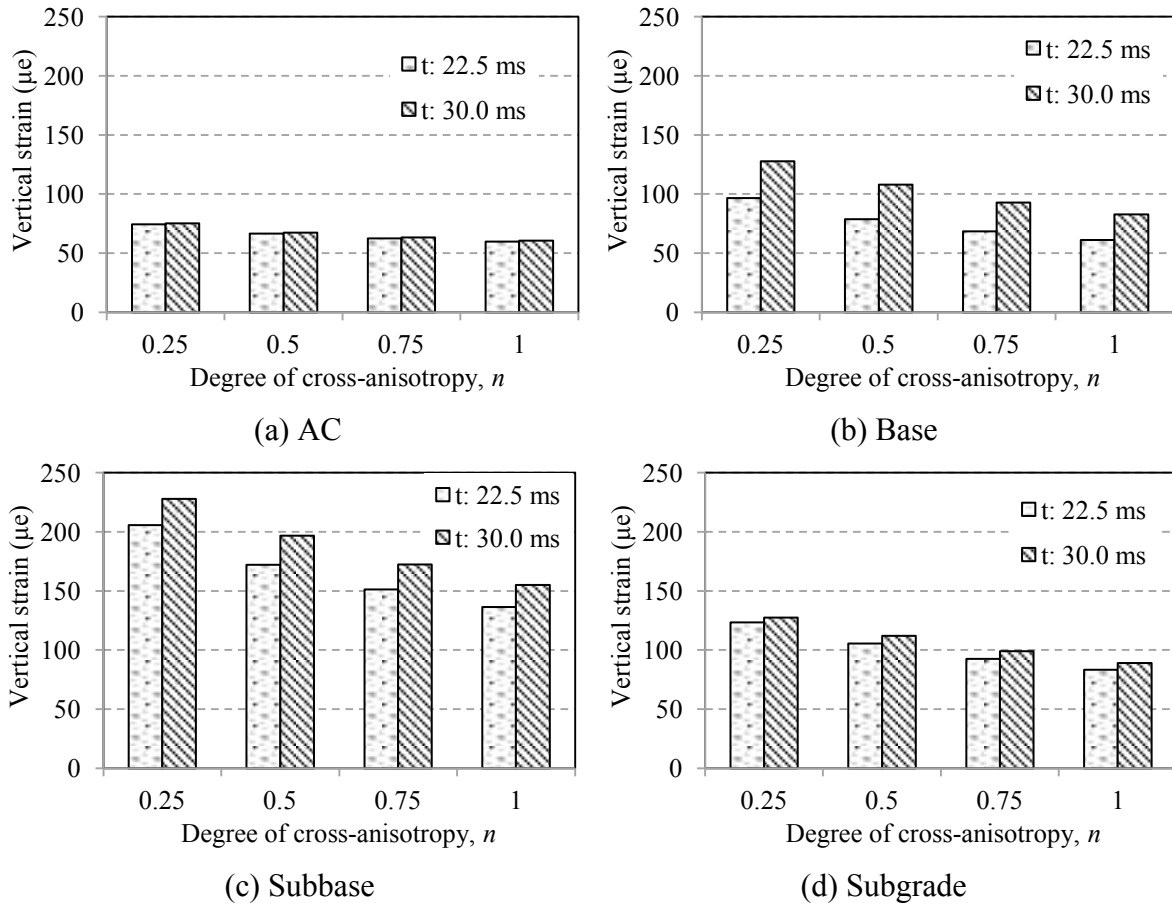 250
200
150
100
50
0
Vertical strain (µe)
t: 22.5 ms
t: 30.0 ms
0.25 0.5 0.75 1
Degree of cross-anisotropy, n
(a) AC
250
200
150
100
50
0
Vertical strain (µe)
t: 22.5 ms
t: 30.0 ms
0.25 0.5 0.75 1
Degree of cross-anisotropy, n
(b) Base
250
200
150
100
50
0
Vertical strain (µe)
t: 22.5 ms
t: 30.0 ms
0.25 0.5 0.75 1
Degree of cross-anisotropy, n
(c) Subbase
250
200
150
100
50
0
Vertical strain (µe)
t: 22.5 ms
t: 30.0 ms
0.25 0.5 0.75 1
Degree of cross-anisotropy, n
(d) Subgrade